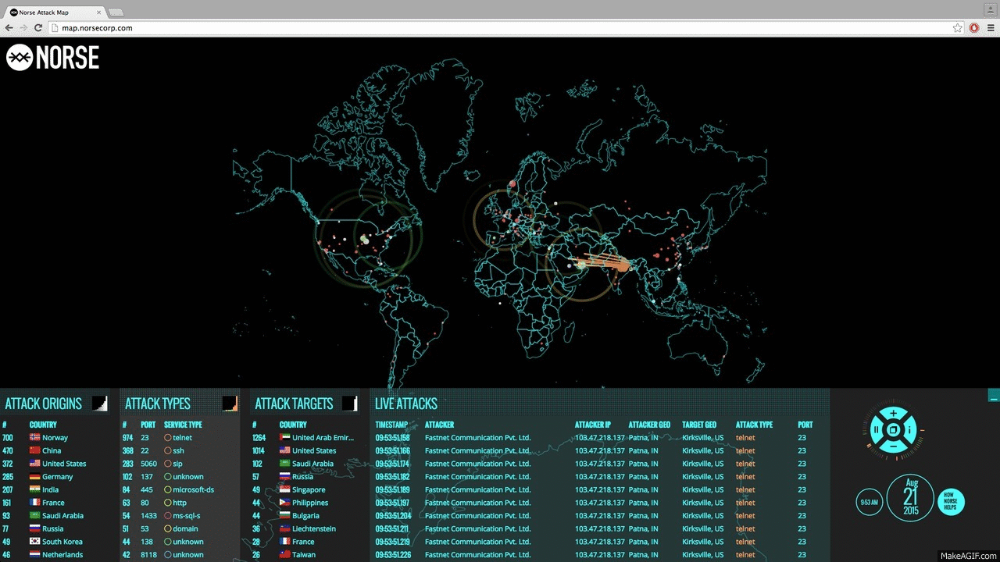 Norse Attack Map
map.norsecorp.com
NORSE
ATTACK ORIGINS
# COUNTRY
700 Norway
470 China
372 United States
285 Germany
207 India
161 France
93 Saudi Arabia
77 Russia
49 South Korea
46 Netherlands
ATTACK TYPES
# PORT SERVICE TYPE
974 23 telnet
368 22 ssh
283 5060 sip
102 137 unknown
84 445 microsoft-ds
63 80 http
54 1433 ms-sql-s
51 53 domain
44 138 unknown
42 8118 unknown
ATTACK TARGETS
# COUNTRY
1264 United Arab Emir...
1014 United States
102 Saudi Arabia
57 Russia
49 Singapore
44 Philippines
44 Bulgaria
36 Liechtenstein
28 France
26 Taiwan
LIVE ATTACKS
TIMESTAMP ATTACKER ATTACKER IP ATTACKER GEO TARGET GEO ATTACK TYPE PORT
09:53:51.158 Fastnet Communication Pvt. Ltd. 103.47.218.137 Patna, IN Kirksville, US telnet 23
09:53:51.166 Fastnet Communication Pvt. Ltd. 103.47.218.137 Patna, IN Kirksville, US telnet 23
09:53:51.174 Fastnet Communication Pvt. Ltd. 103.47.218.137 Patna, IN Kirksville, US telnet 23
09:53:51.182 Fastnet Communication Pvt. Ltd. 103.47.218.137 Patna, IN Kirksville, US telnet 23
09:53:51.189 Fastnet Communication Pvt. Ltd. 103.47.218.137 Patna, IN Kirksville, US telnet 23
09:53:51.197 Fastnet Communication Pvt. Ltd. 103.47.218.137 Patna, IN Kirksville, US telnet 23
09:53:51.204 Fastnet Communication Pvt. Ltd. 103.47.218.137 Patna, IN Kirksville, US telnet 23
09:53:51.211 Fastnet Communication Pvt. Ltd. 103.47.218.137 Patna, IN Kirksville, US telnet 23
09:53:51.219 Fastnet Communication Pvt. Ltd. 103.47.218.137 Patna, IN Kirksville, US telnet 23
09:53:51.226 Fastnet Communication Pvt. Ltd. 103.47.218.137 Patna, IN Kirksville, US telnet 23
9:53 AM
Aug
21
2015
HOW
NORSE
HELPS
MakeAGIF.com